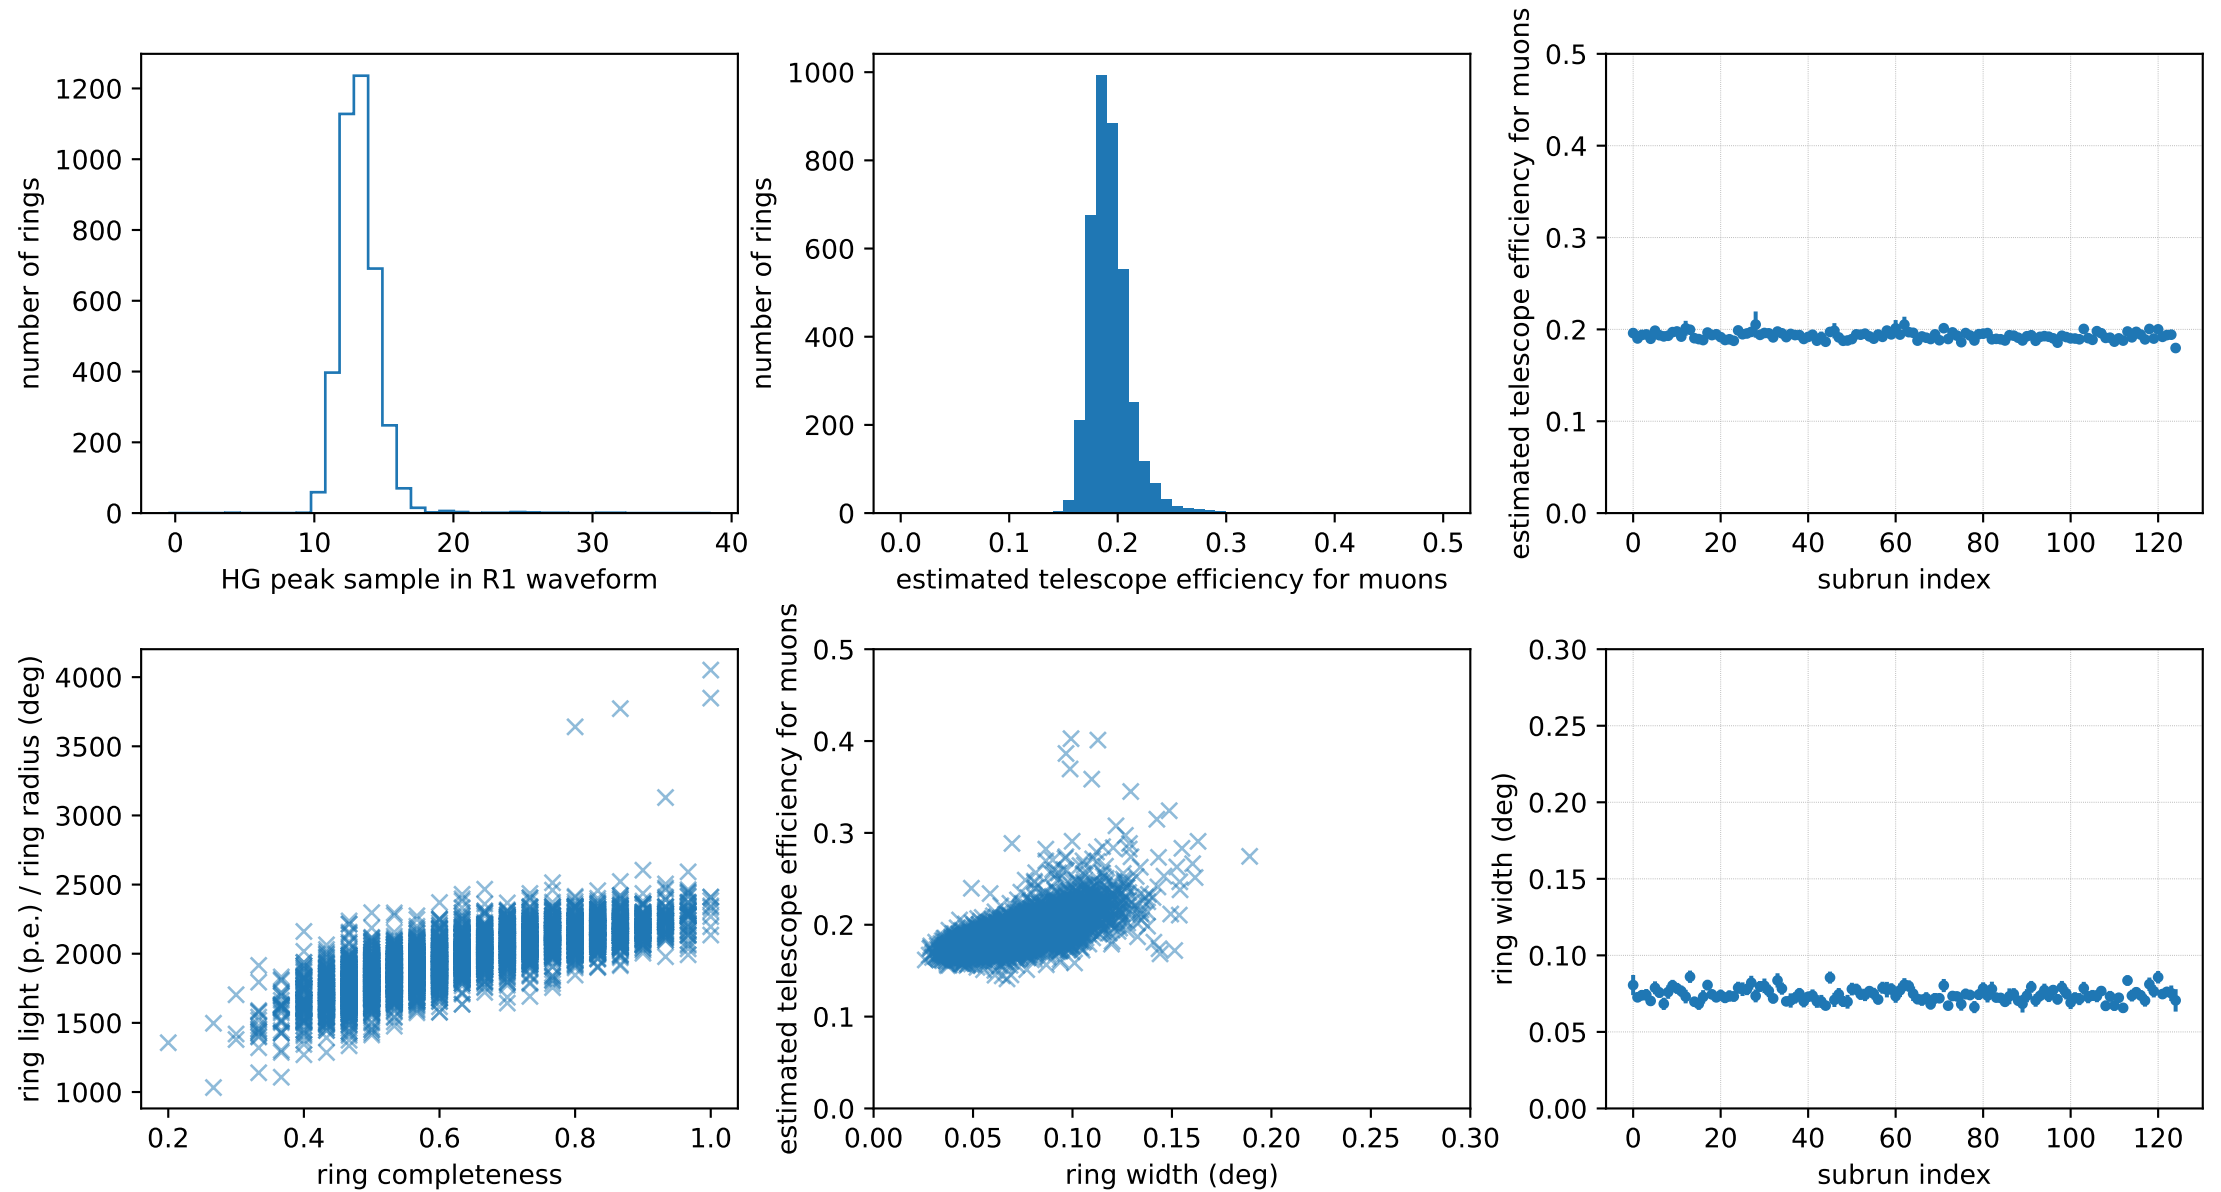 number of rings
1200
1000
800
600
400
200
0
0 10 20 30 40
HG peak sample in R1 waveform
number of rings
1000
800
600
400
200
0
0.0 0.1 0.2 0.3 0.4 0.5
estimated telescope efficiency for muons
estimated telescope efficiency for muons
0.5
0.4
0.3
0.2
0.1
0.0
0 20 40 60 80 100 120
subrun index
ring light (p.e.) / ring radius (deg)
4000
3500
3000
2500
2000
1500
1000
0.2 0.4 0.6 0.8 1.0
ring completeness
estimated telescope efficiency for muons
0.5
0.4
0.3
0.2
0.1
0.0
0.00 0.05 0.10 0.15 0.20 0.25 0.30
ring width (deg)
ring width (deg)
0.30
0.25
0.20
0.15
0.10
0.05
0.00
0 20 40 60 80 100 120
subrun index